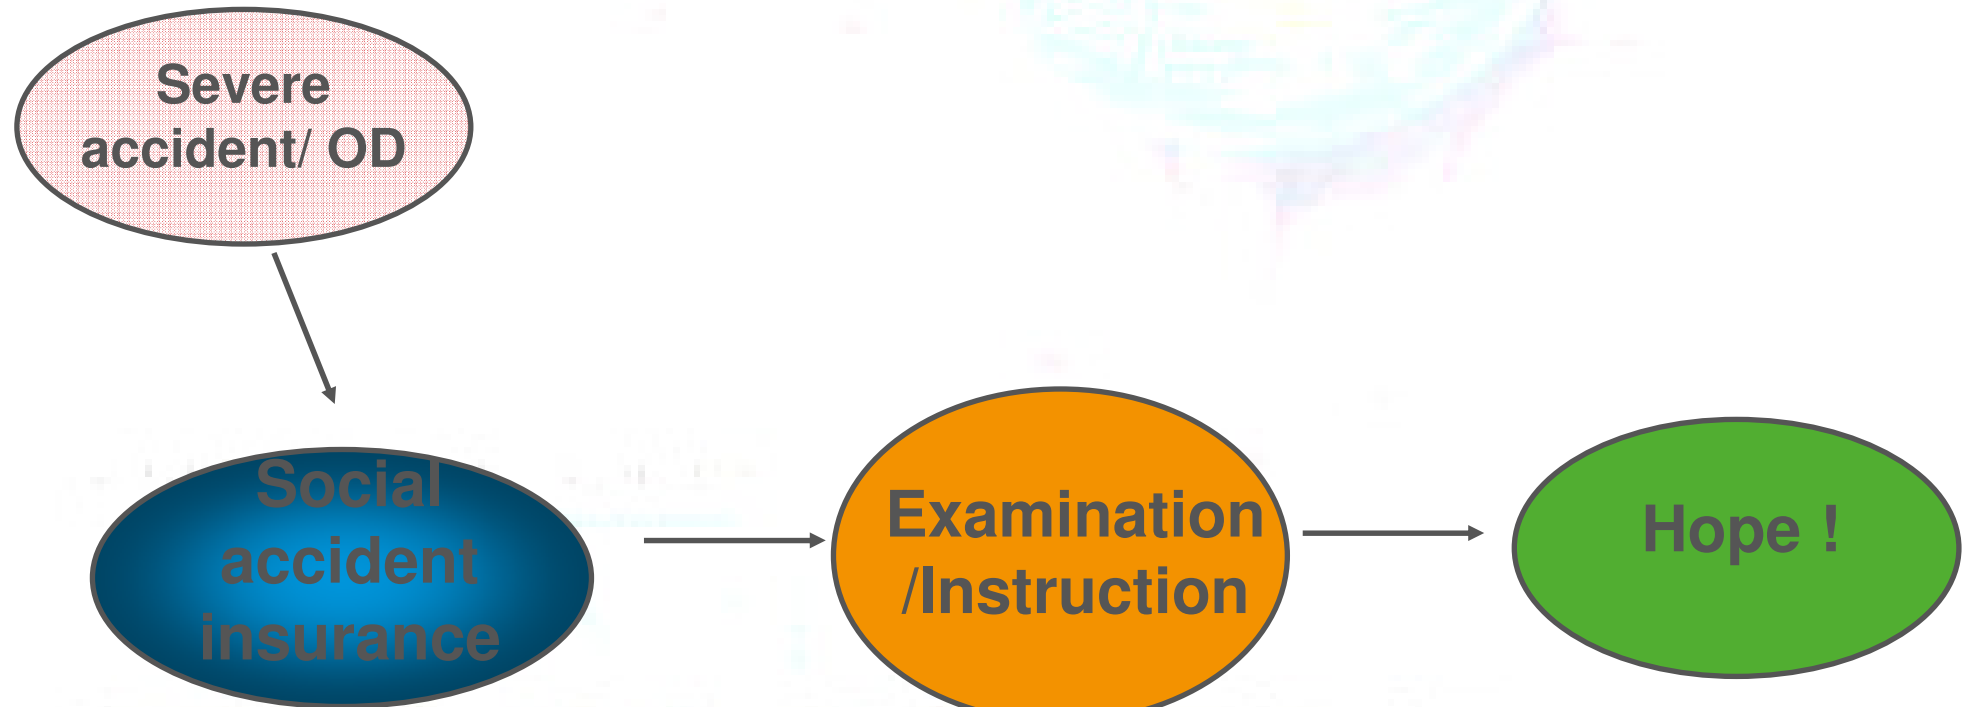 Severe
accident/ OD
Social
accident
insurance
Examination
/Instruction
Hope !